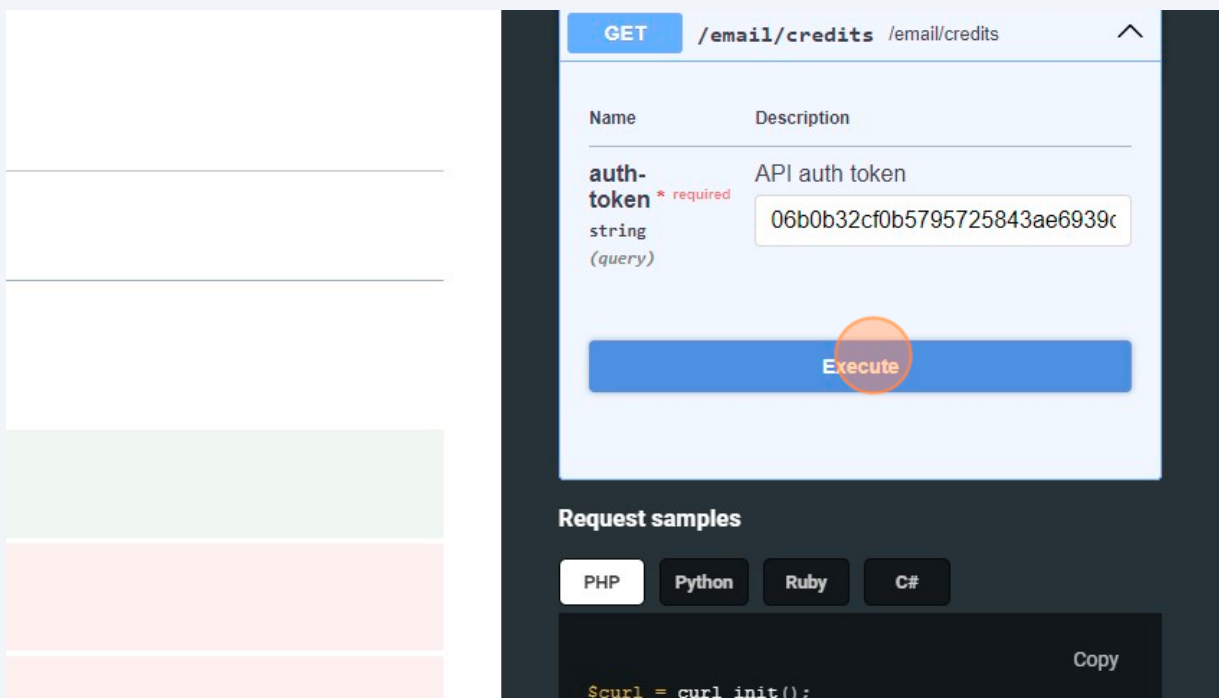 GET /email/credits /email/credits
Name Description
auth- API auth token
token * required
06b0b32cf0b5795725843ae6939c
string
(query)
Execute
Request samples
PHP Python Ruby C#
Copy
$curl = curl_init();